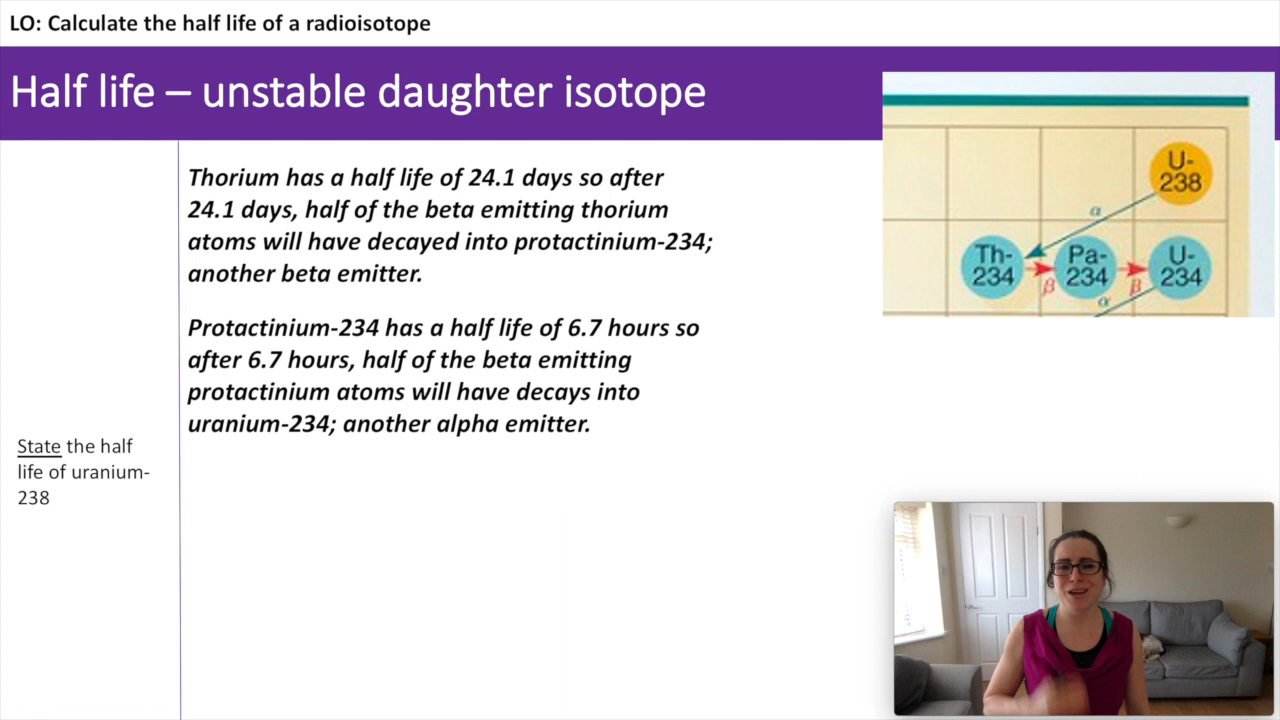 LO: Calculate the half life of a radioisotope
Half life – unstable daughter isotope
Thorium has a half life of 24.1 days so after
24.1 days, half of the beta emitting thorium
atoms will have decayed into protactinium-234;
another beta emitter.
Protactinium-234 has a half life of 6.7 hours so
after 6.7 hours, half of the beta emitting
protactinium atoms will have decays into
uranium-234; another alpha emitter.
State the half
life of uranium-
238
U-
238
α
Th-
234
β
Pa-
234
β
U-
234
α